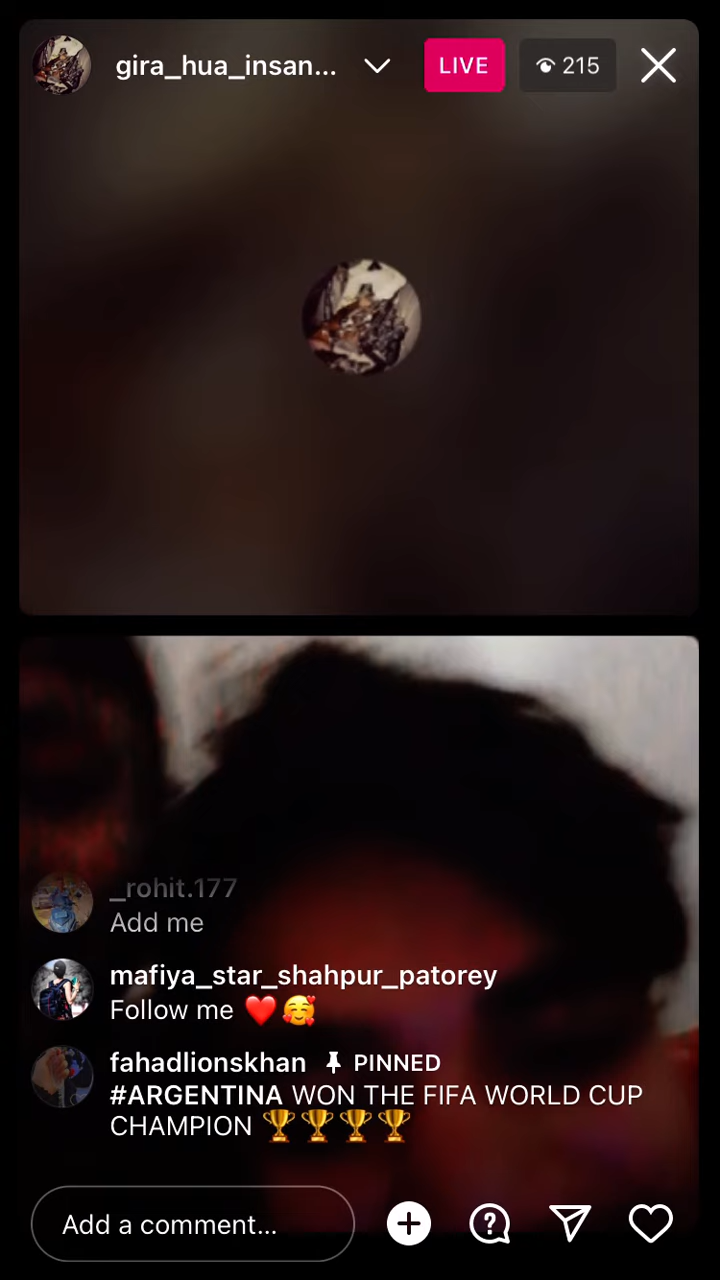 gira_hua_insan...
LIVE
215
_rohit.177
Add me
mafiya_star_shahpur_patorey
Follow me ❤️🥰
fahadlionskhan 📌 PINNED
#ARGENTINA WON THE FIFA WORLD CUP
CHAMPION 🏆🏆🏆🏆
Add a comment...